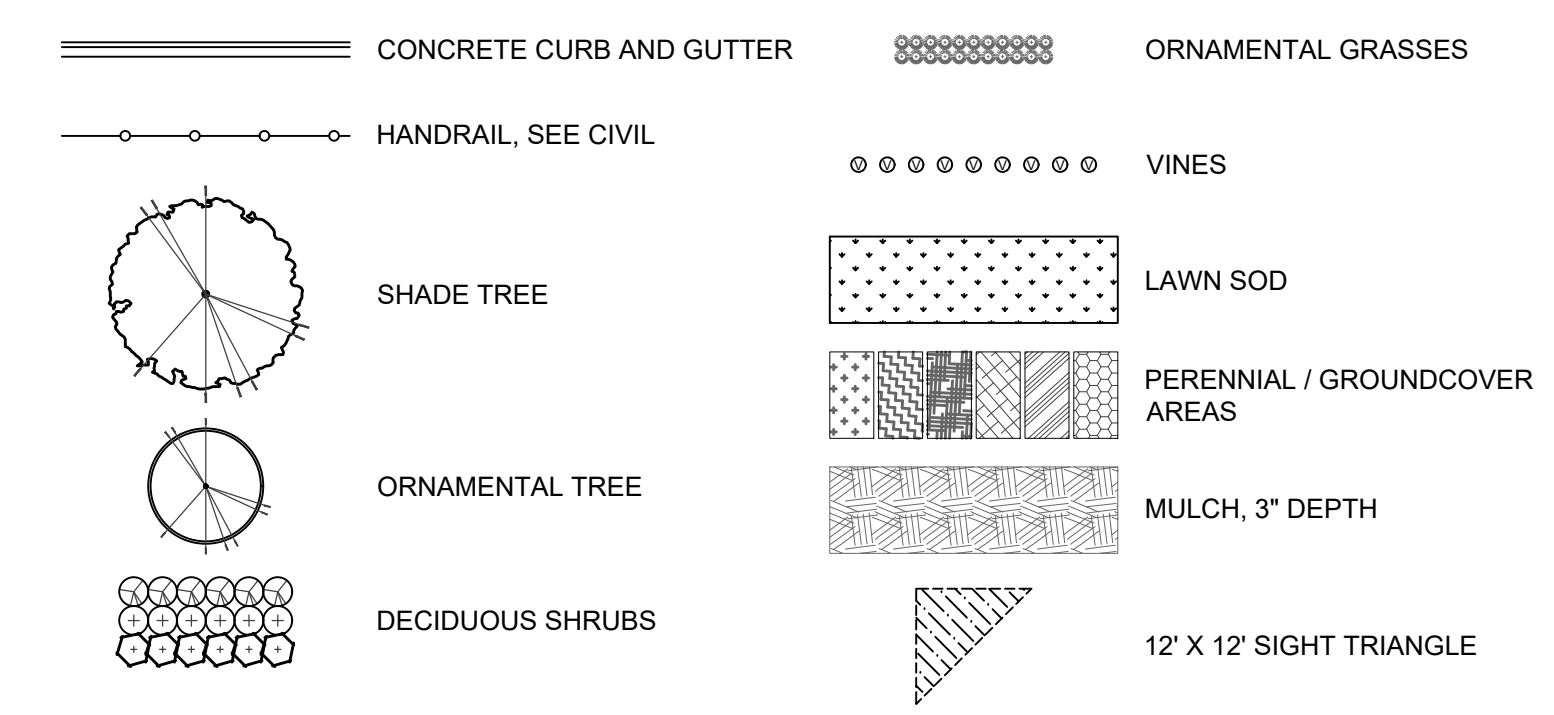 CONCRETE CURB AND GUTTER
HANDRAIL, SEE CIVIL
SHADE TREE
ORNAMENTAL TREE
DECIDUOUS SHRUBS
ORNAMENTAL GRASSES
V V V V V V V V V
VINES
LAWN SOD
PERENNIAL / GROUNDCOVER
AREAS
MULCH, 3" DEPTH
12' X 12' SIGHT TRIANGLE